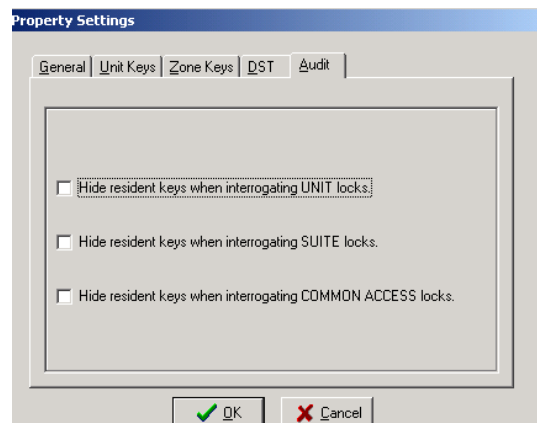 Property Settings
General Unit Keys Zone Keys DST Audit
Hide resident keys when interrogating UNIT locks.
Hide resident keys when interrogating SUITE locks.
Hide resident keys when interrogating COMMON ACCESS locks.
OK Cancel